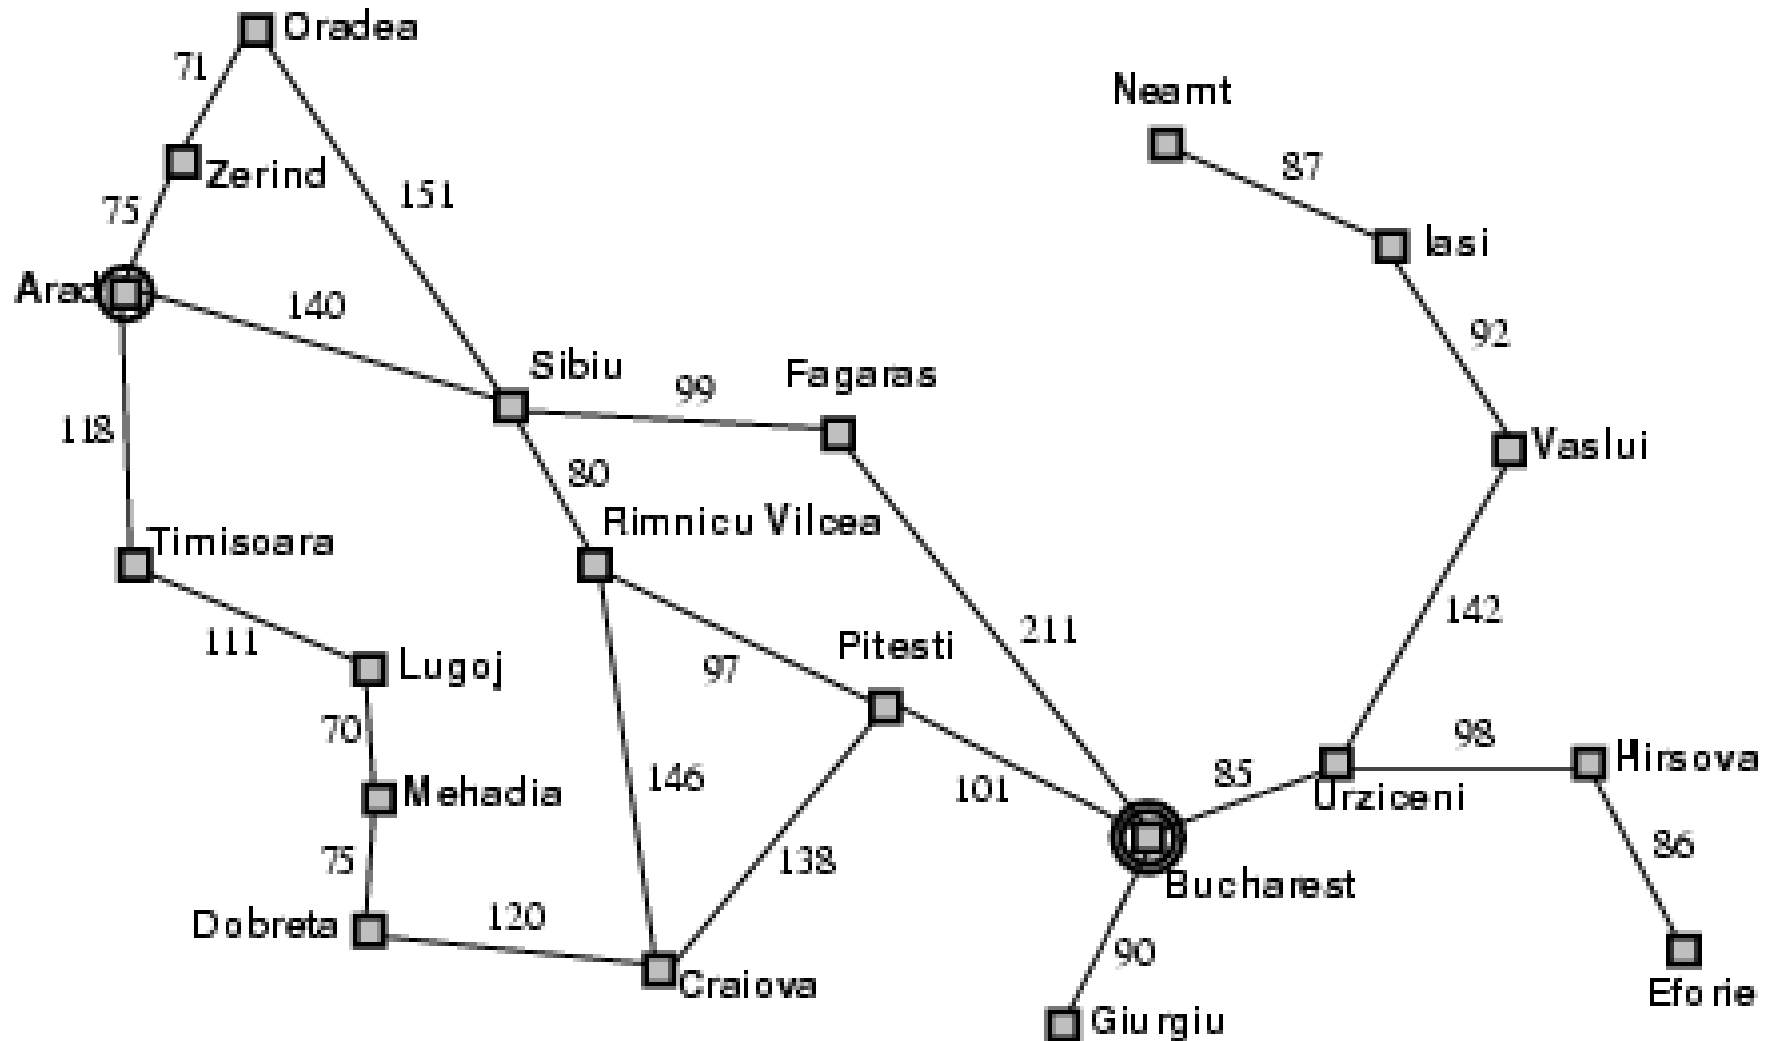 Oradea
71
Neamt
87
Zerind
151
75
Iasi
Arad
140
92
Sibiu
99
Fagaras
118
Vaslui
80
Rimnicu Vilcea
Timisoara
142
211
111
Lugoj
97
Pitesti
70
98
Hirsova
146
101
85
Mehadia
Urziceni
86
75
138
Bucharest
120
Dobreta
90
Craiova
Eforie
Giurgiu